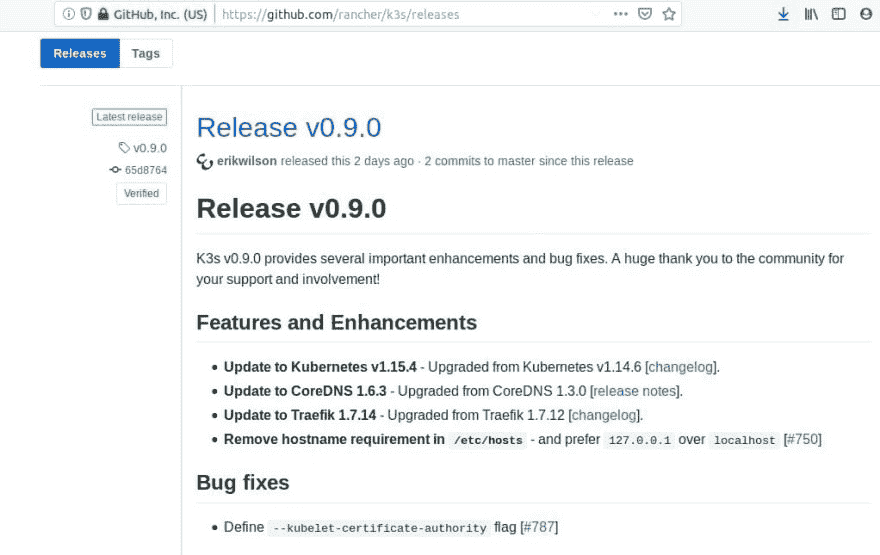 GitHub, Inc. (US) https://github.com/rancher/k3s/releases
Releases Tags
Latest release
v0.9.0
65d8764
Verified
Release v0.9.0
erikwilson released this 2 days ago · 2 commits to master since this release
Release v0.9.0
K3s v0.9.0 provides several important enhancements and bug fixes. A huge thank you to the community for
your support and involvement!
Features and Enhancements
• Update to Kubernetes v1.15.4 - Upgraded from Kubernetes v1.14.6 [changelog].
• Update to CoreDNS 1.6.3 - Upgraded from CoreDNS 1.3.0 [release notes].
• Update to Traefik 1.7.14 - Upgraded from Traefik 1.7.12 [changelog].
• Remove hostname requirement in /etc/hosts - and prefer 127.0.0.1 over localhost [#750]
Bug fixes
• Define --kubelet-certificate-authority flag [#787]